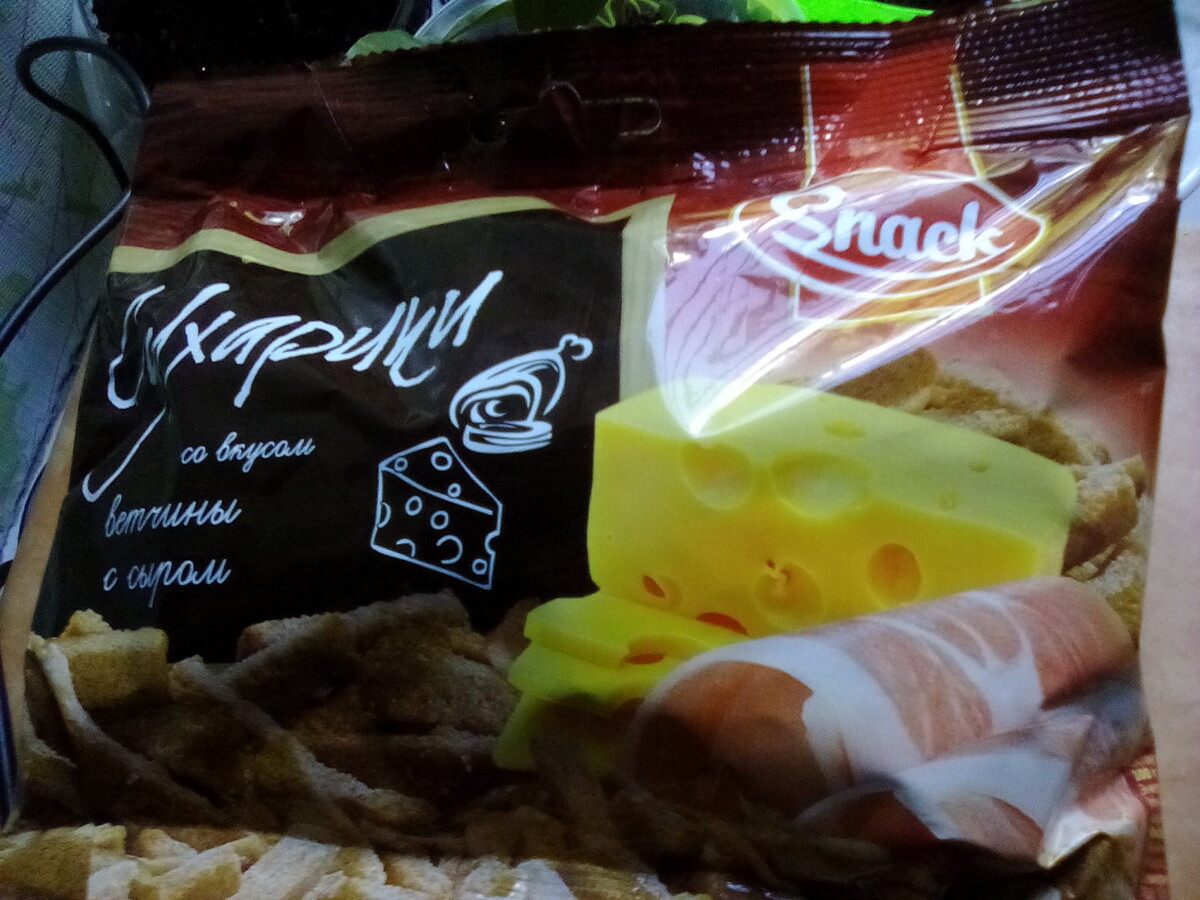 Snack
Сухарики
со вкусом
ветчины
с сыром